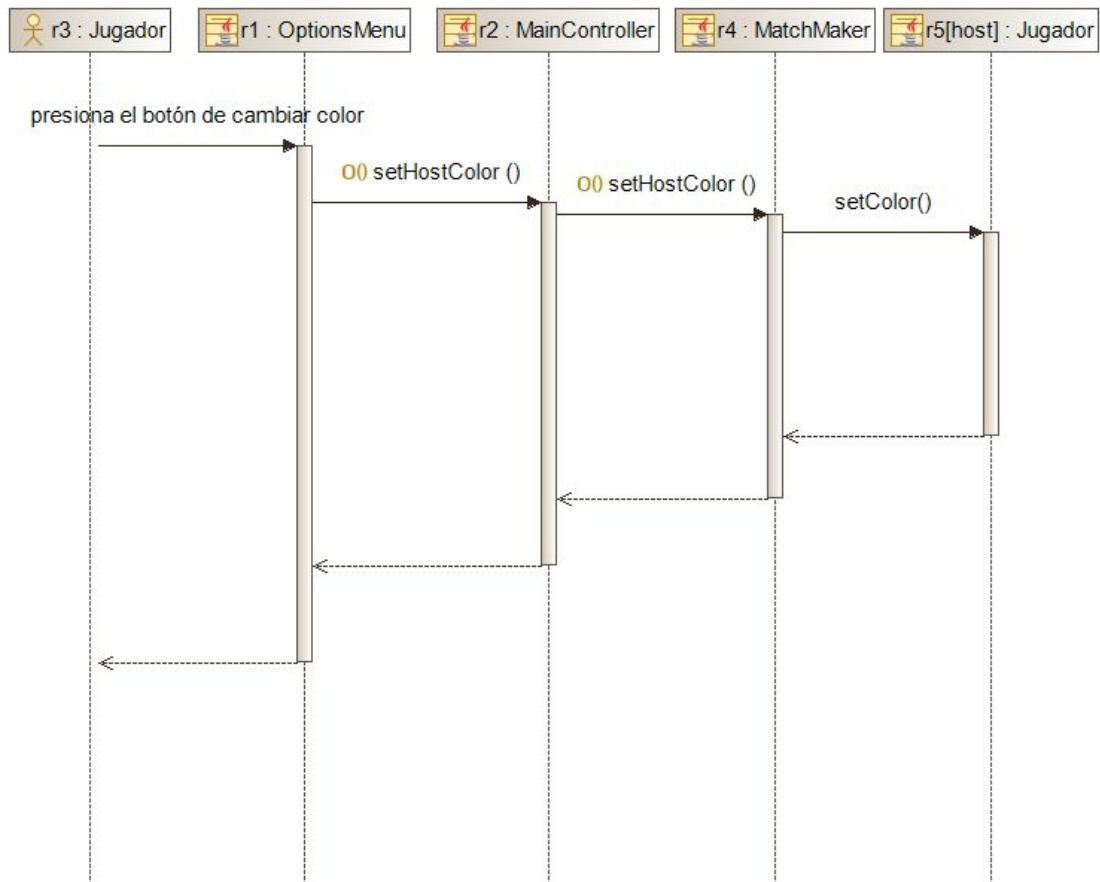 r3 : Jugador
r1 : OptionsMenu
r2 : MainController
r4 : MatchMaker
r5[host] : Jugador
presiona el botón de cambiar color
O() setHostColor ()
O() setHostColor ()
setColor()